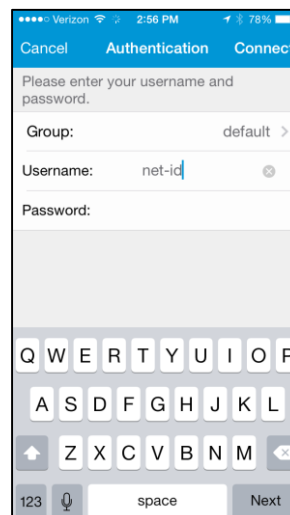 Verizon 2:56 PM 78%
Cancel Authentication Connec
Please enter your username and
password.
Group: default
Username: net-id
Password:
Q W E R T Y U I O P
A S D F G H J K L
Z X C V B N M
123 space Next